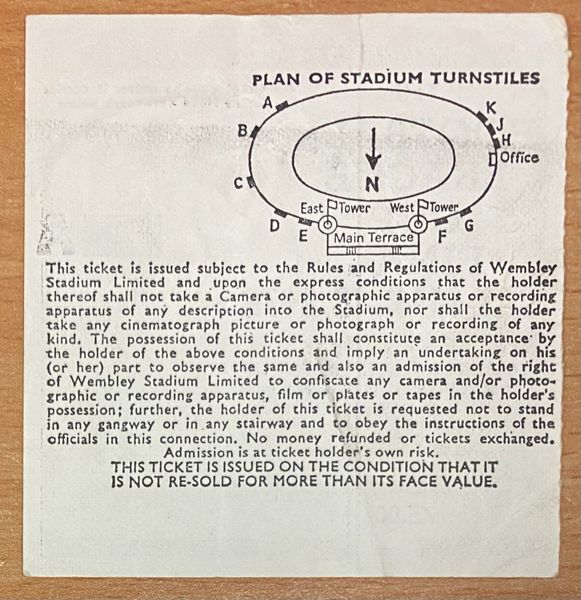 PLAN OF STADIUM TURNSTILES
A
K
J
B
H
Office
N
C
East Tower
West Tower
D
E
Main Terrace
F
G
This ticket is issued subject to the Rules and Regulations of Wembley
Stadium Limited and upon the express conditions that the holder
thereof shall not take a Camera or photographic apparatus or recording
apparatus of any description into the Stadium, nor shall the holder
take any cinematograph picture or photograph or recording of any
kind. The possession of this ticket shall constitute an acceptance by
the holder of the above conditions and imply an undertaking on his
(or her) part to observe the same and also an admission of the right
of Wembley Stadium Limited to confiscate any camera and/or photo-
graphic or recording apparatus, film or plates or tapes in the holder's
possession; further, the holder of this ticket is requested not to stand
in any gangway or in any stairway and to obey the instructions of the
officials in this connection. No money refunded or tickets exchanged.
Admission is at ticket holder's own risk.
THIS TICKET IS ISSUED ON THE CONDITION THAT IT
IS NOT RE-SOLD FOR MORE THAN ITS FACE VALUE.